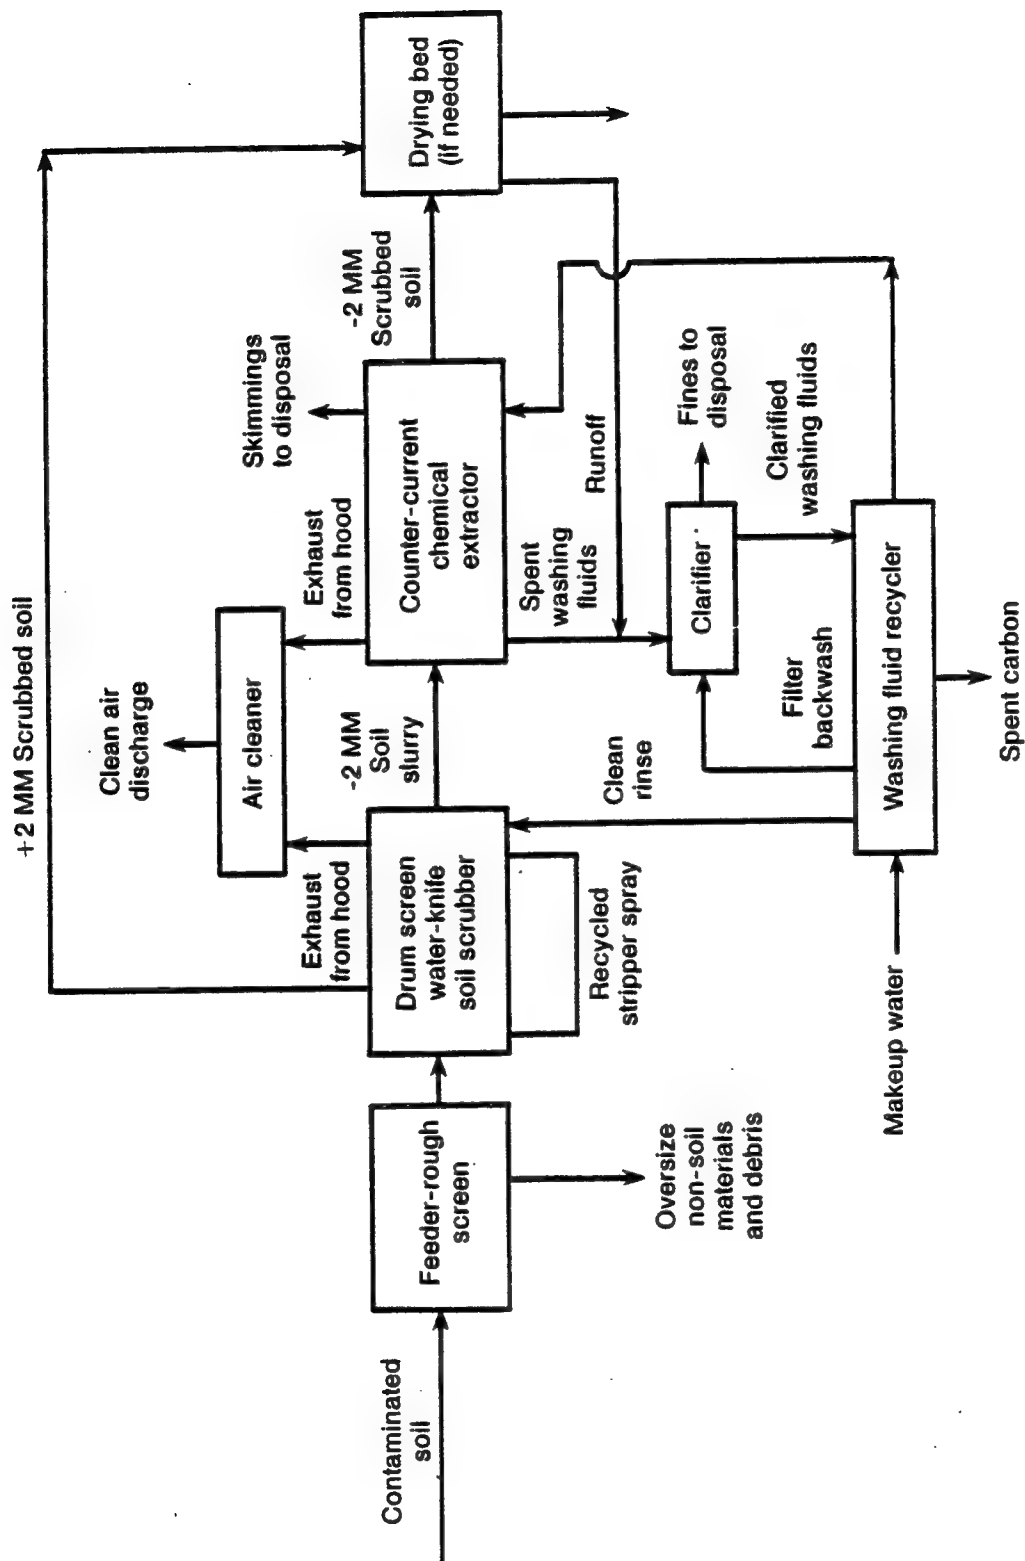 +2 MM Scrubbed soil
Clean air
discharge
Air cleaner
Exhaust
from hood
Exhaust
from hood
Skimmings
to disposal
Contaminated
soil
Feeder-rough
screen
Drum screen
water-knife
soil scrubber
-2 MM
Soil
slurry
Counter-current
chemical
extractor
-2 MM
Scrubbed
soil
Drying bed
(if needed)
Oversize
non-soil
materials
and debris
Recycled
stripper spray
Clean
rinse
Spent
washing
fluids
Runoff
Clarifier
Fines to
disposal
Filter
backwash
Clarified
washing fluids
Makeup water
Washing fluid recycler
Spent carbon